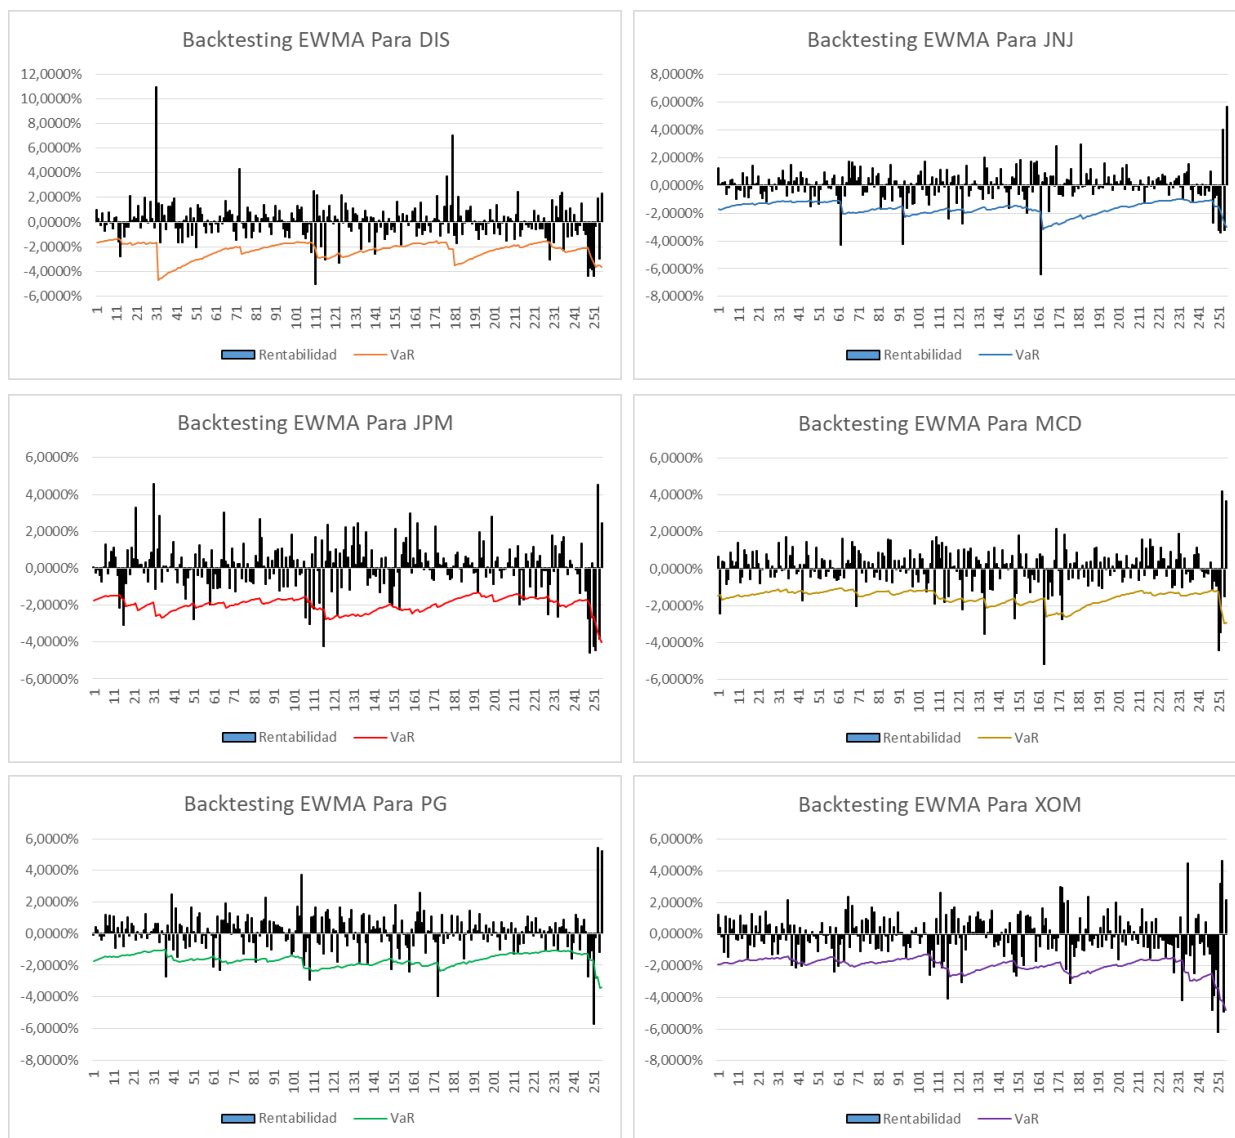 Backtesting EWMA Para DIS
12,0000%
10,0000%
8,0000%
6,0000%
4,0000%
2,0000%
0,0000%
-2,0000%
-4,0000%
-6,0000%
1 11 21 31 41 51 61 71 81 91 101 111 121 131 141 151 161 171 181 191 201 211 221 231 241 251
Rentabilidad VaR
Backtesting EWMA Para JNJ
8,0000%
6,0000%
4,0000%
2,0000%
0,0000%
-2,0000%
-4,0000%
-6,0000%
-8,0000%
1 11 21 31 41 51 61 71 81 91 101 111 121 131 141 151 161 171 181 191 201 211 221 231 241 251
Rentabilidad VaR
Backtesting EWMA Para JPM
6,0000%
4,0000%
2,0000%
0,0000%
-2,0000%
-4,0000%
-6,0000%
1 11 21 31 41 51 61 71 81 91 101 111 121 131 141 151 161 171 181 191 201 211 221 231 241 251
Rentabilidad VaR
Backtesting EWMA Para MCD
6,0000%
4,0000%
2,0000%
0,0000%
-2,0000%
-4,0000%
-6,0000%
1 11 21 31 41 51 61 71 81 91 101 111 121 131 141 151 161 171 181 191 201 211 221 231 241 251
Rentabilidad VaR
Backtesting EWMA Para PG
6,0000%
4,0000%
2,0000%
0,0000%
-2,0000%
-4,0000%
-6,0000%
-8,0000%
1 11 21 31 41 51 61 71 81 91 101 111 121 131 141 151 161 171 181 191 201 211 221 231 241 251
Rentabilidad VaR
Backtesting EWMA Para XOM
6,0000%
4,0000%
2,0000%
0,0000%
-2,0000%
-4,0000%
-6,0000%
-8,0000%
1 11 21 31 41 51 61 71 81 91 101 111 121 131 141 151 161 171 181 191 201 211 221 231 241 251
Rentabilidad VaR